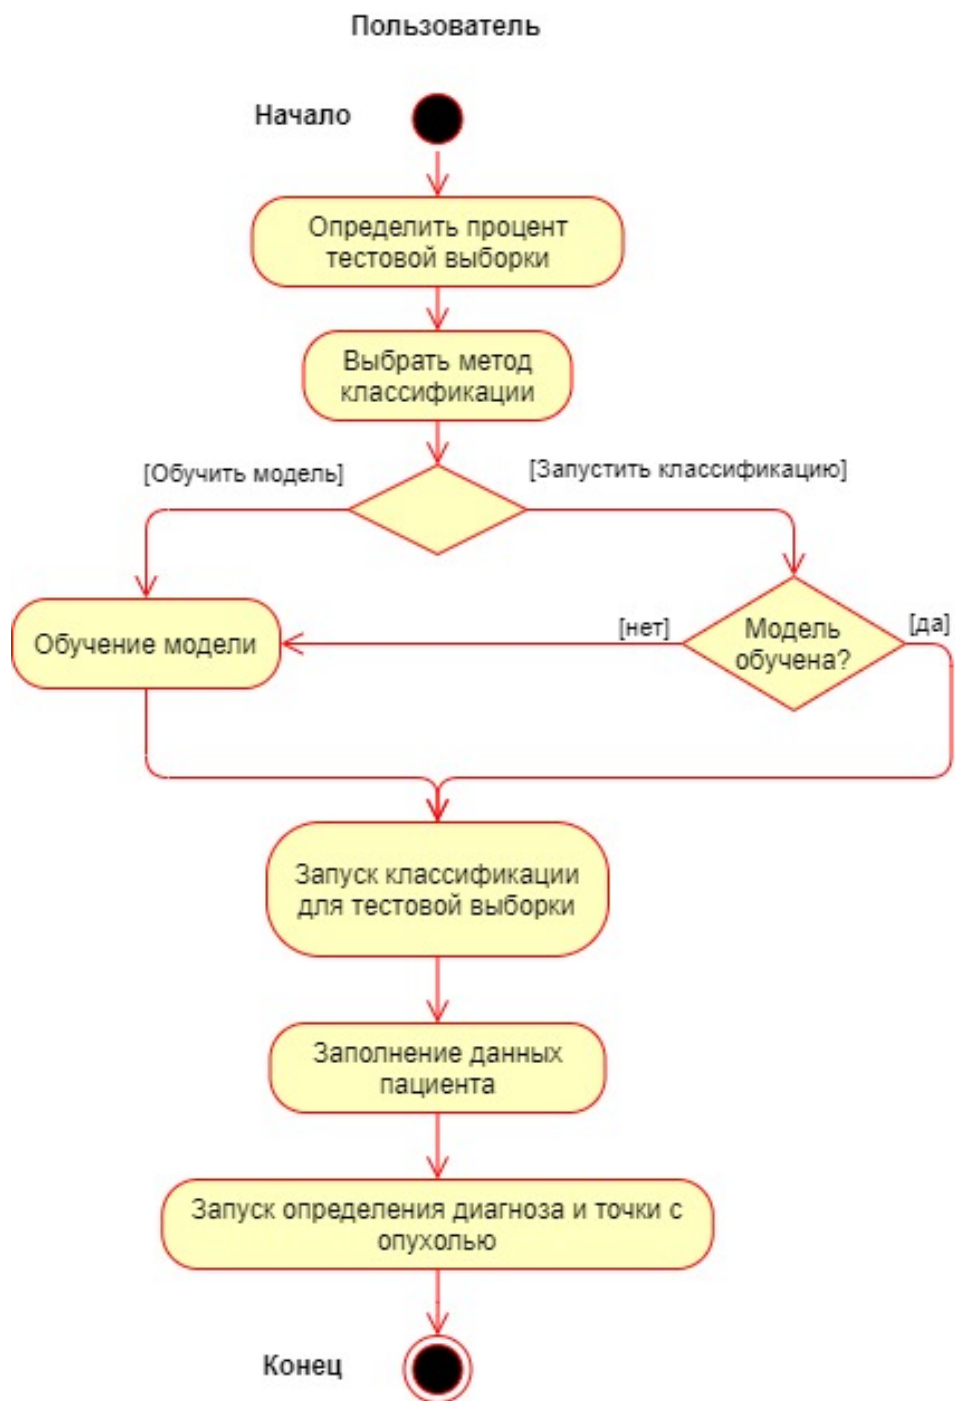 Пользователь
Начало
Определить процент
тестовой выборки
Выбрать метод
классификации
[Обучить модель]
[Запустить классификацию]
Обучение модели
[нет]
Модель
обучена?
[да]
Запуск классификации
для тестовой выборки
Заполнение данных
пациента
Запуск определения диагноза и точки с
опухолью
Конец